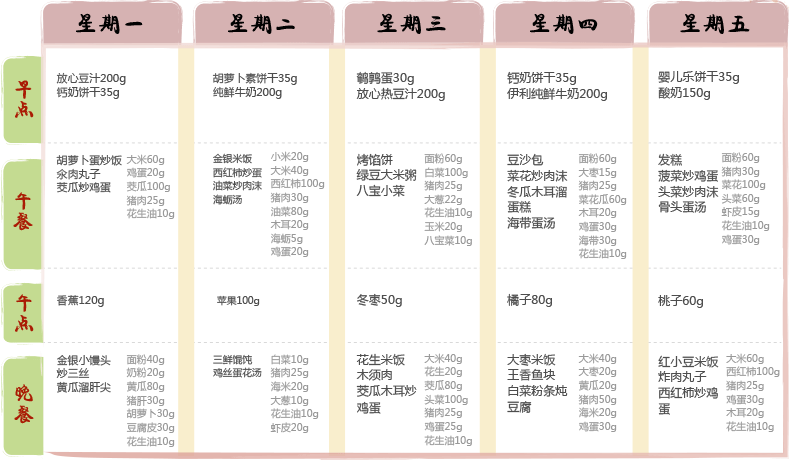 星期一
星期二
星期三
星期四
星期五
早点
放心豆汁200g
钙奶饼干35g
胡萝卜素饼干35g
纯鲜牛奶200g
鹌鹑蛋30g
放心热豆汁200g
钙奶饼干35g
伊利纯鲜牛奶200g
婴儿乐饼干35g
酸奶150g
午餐
胡萝卜蛋炒饭
汆肉丸子
茭瓜炒鸡蛋
大米60g
鸡蛋20g
茭瓜100g
猪肉25g
花生油10g
金银米饭
西红柿炒蛋
油菜炒肉沫
海蛎汤
小米20g
大米40g
西红柿100g
猪肉30g
油菜80g
木耳20g
海蛎5g
鸡蛋20g
烤馅饼
绿豆大米粥
八宝小菜
面粉60g
白菜100g
猪肉25g
大葱22g
花生油10g
玉米20g
八宝菜10g
豆沙包
菜花炒肉沫
冬瓜木耳溜
蛋糕
海带蛋汤
面粉60g
大枣15g
猪肉25g
菜花瓜60g
木耳20g
鸡蛋30g
海带30g
花生油10g
发糕
菠菜炒鸡蛋
头菜炒肉沫
骨头蛋汤
面粉60g
猪肉30g
菜花100g
头菜60g
虾皮15g
花生油10g
鸡蛋30g
午点
香蕉120g
苹果100g
冬枣50g
橘子80g
桃子60g
晚餐
金银小馒头
炒三丝
黄瓜溜肝尖
面粉40g
奶粉20g
黄瓜80g
猪肝30g
胡萝卜30g
豆腐皮30g
花生油10g
三鲜馄饨
鸡丝蛋花汤
白菜10g
猪肉25g
海米20g
大葱10g
花生油10g
虾皮20g
花生米饭
木须肉
茭瓜木耳炒
鸡蛋
大米40g
花生20g
茭瓜80g
头菜100g
猪肉25g
鸡蛋25g
花生油10g
大枣米饭
王香鱼块
白菜粉条炖
豆腐
大米40g
大枣20g
黄瓜20g
猪肉50g
海米20g
鸡蛋30g
红小豆米饭
炸肉丸子
西红柿炒鸡
蛋
大米60g
西红柿100g
猪肉25g
鸡蛋30g
木耳20g
花生油10g